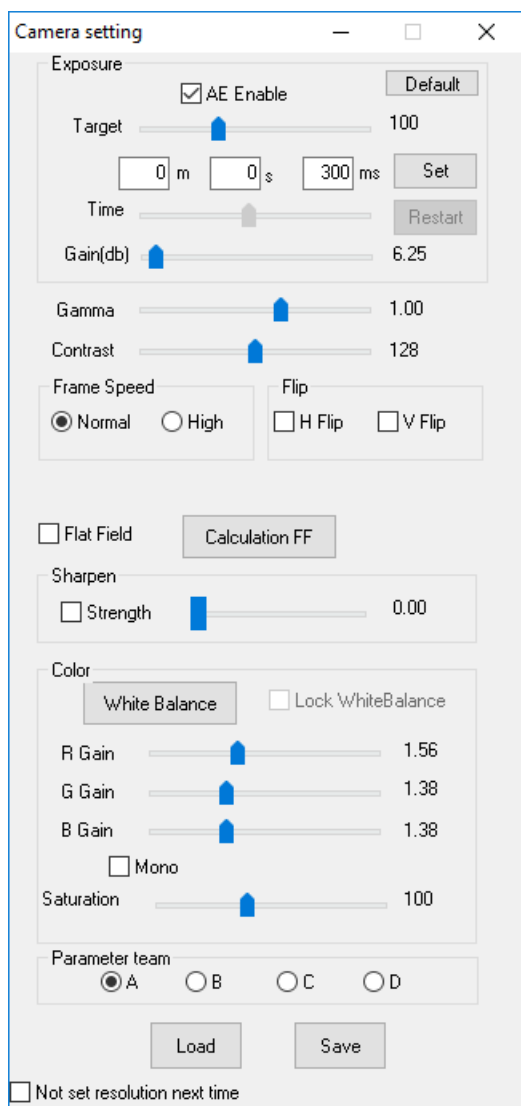 Camera setting
Exposure
AE Enable
Default
Target 100
0 m 0 s 300 ms Set
Time Restart
Gain(db) 6.25
Gamma 1.00
Contrast 128
Frame Speed Flip
Normal High H Flip V Flip
Flat Field Calculation FF
Sharpen
Strength 0.00
Color
White Balance Lock WhiteBalance
R Gain 1.56
G Gain 1.38
B Gain 1.38
Mono
Saturation 100
Parameter team
A B C D
Load Save
Not set resolution next time